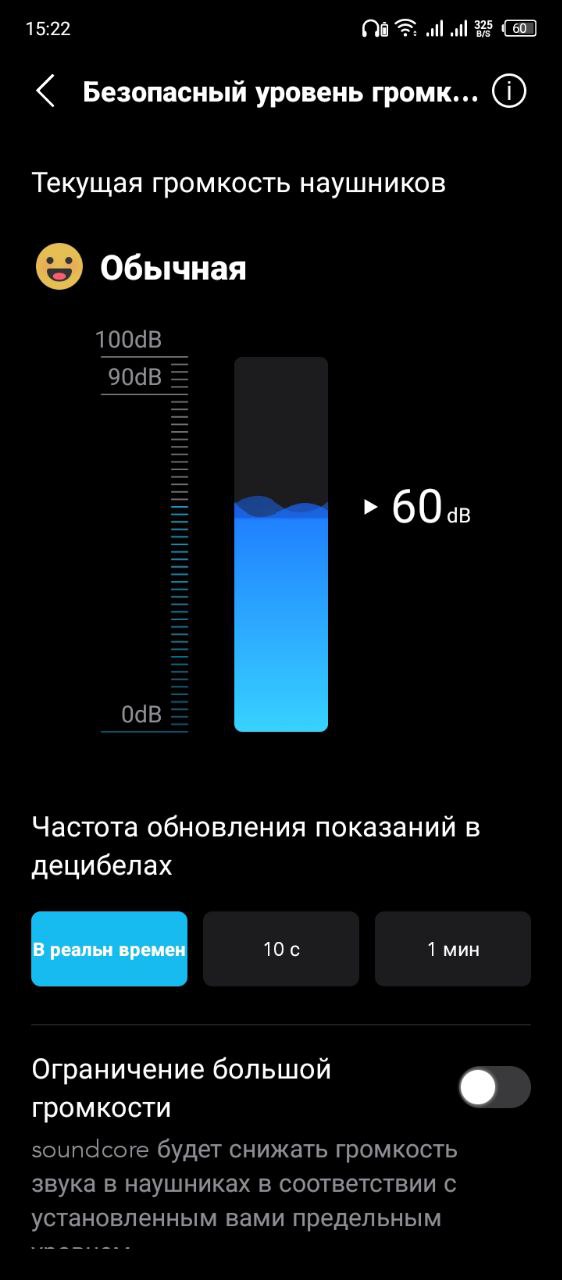 15:22
325
B/S
60
Безопасный уровень громк...
Текущая громкость наушников
Обычная
100dB
90dB
60 dB
0dB
Частота обновления показаний в
децибелах
В реальн времен
10 с
1 мин
Ограничение большой
громкости
soundcore будет снижать громкость
звука в наушниках в соответствии с
установленным вами предельным